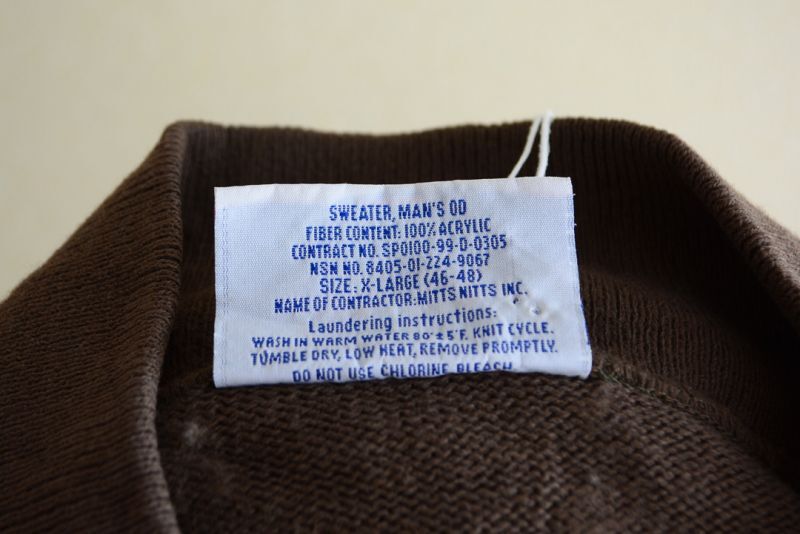 SWEATER, MAN'S OD
FIBER CONTENT: 100% ACRYLIC
CONTRACT NO. SPO100-99-D-0305
NSN NO. 8405-01-224-9067
SIZE: X-LARGE (46-48)
NAME OF CONTRACTOR: MITTS NITTS INC.
Laundering instructions:
WASH IN WARM WATER 80°±5°F. KNIT CYCLE.
TUMBLE DRY, LOW HEAT, REMOVE PROMPTLY.
DO NOT USE CHLORINE BLEACH